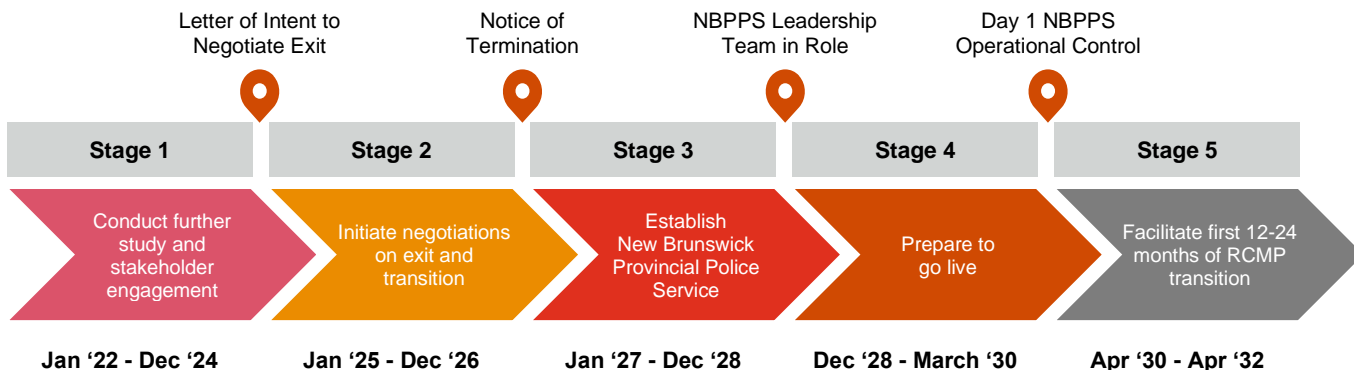 Letter of Intent to
Negotiate Exit
Notice of
Termination
NBPPS Leadership
Team in Role
Day 1 NBPPS
Operational Control
Stage 1
Stage 2
Stage 3
Stage 4
Stage 5
Conduct further
study and
stakeholder
engagement
Initiate negotiations
on exit and
transition
Establish
New Brunswick
Provincial Police
Service
Prepare to
go live
Facilitate first 12-24
months of RCMP
transition
Jan ‘22 - Dec ‘24
Jan ‘25 - Dec ‘26
Jan ‘27 - Dec ‘28
Dec ‘28 - March ‘30
Apr ‘30 - Apr ‘32